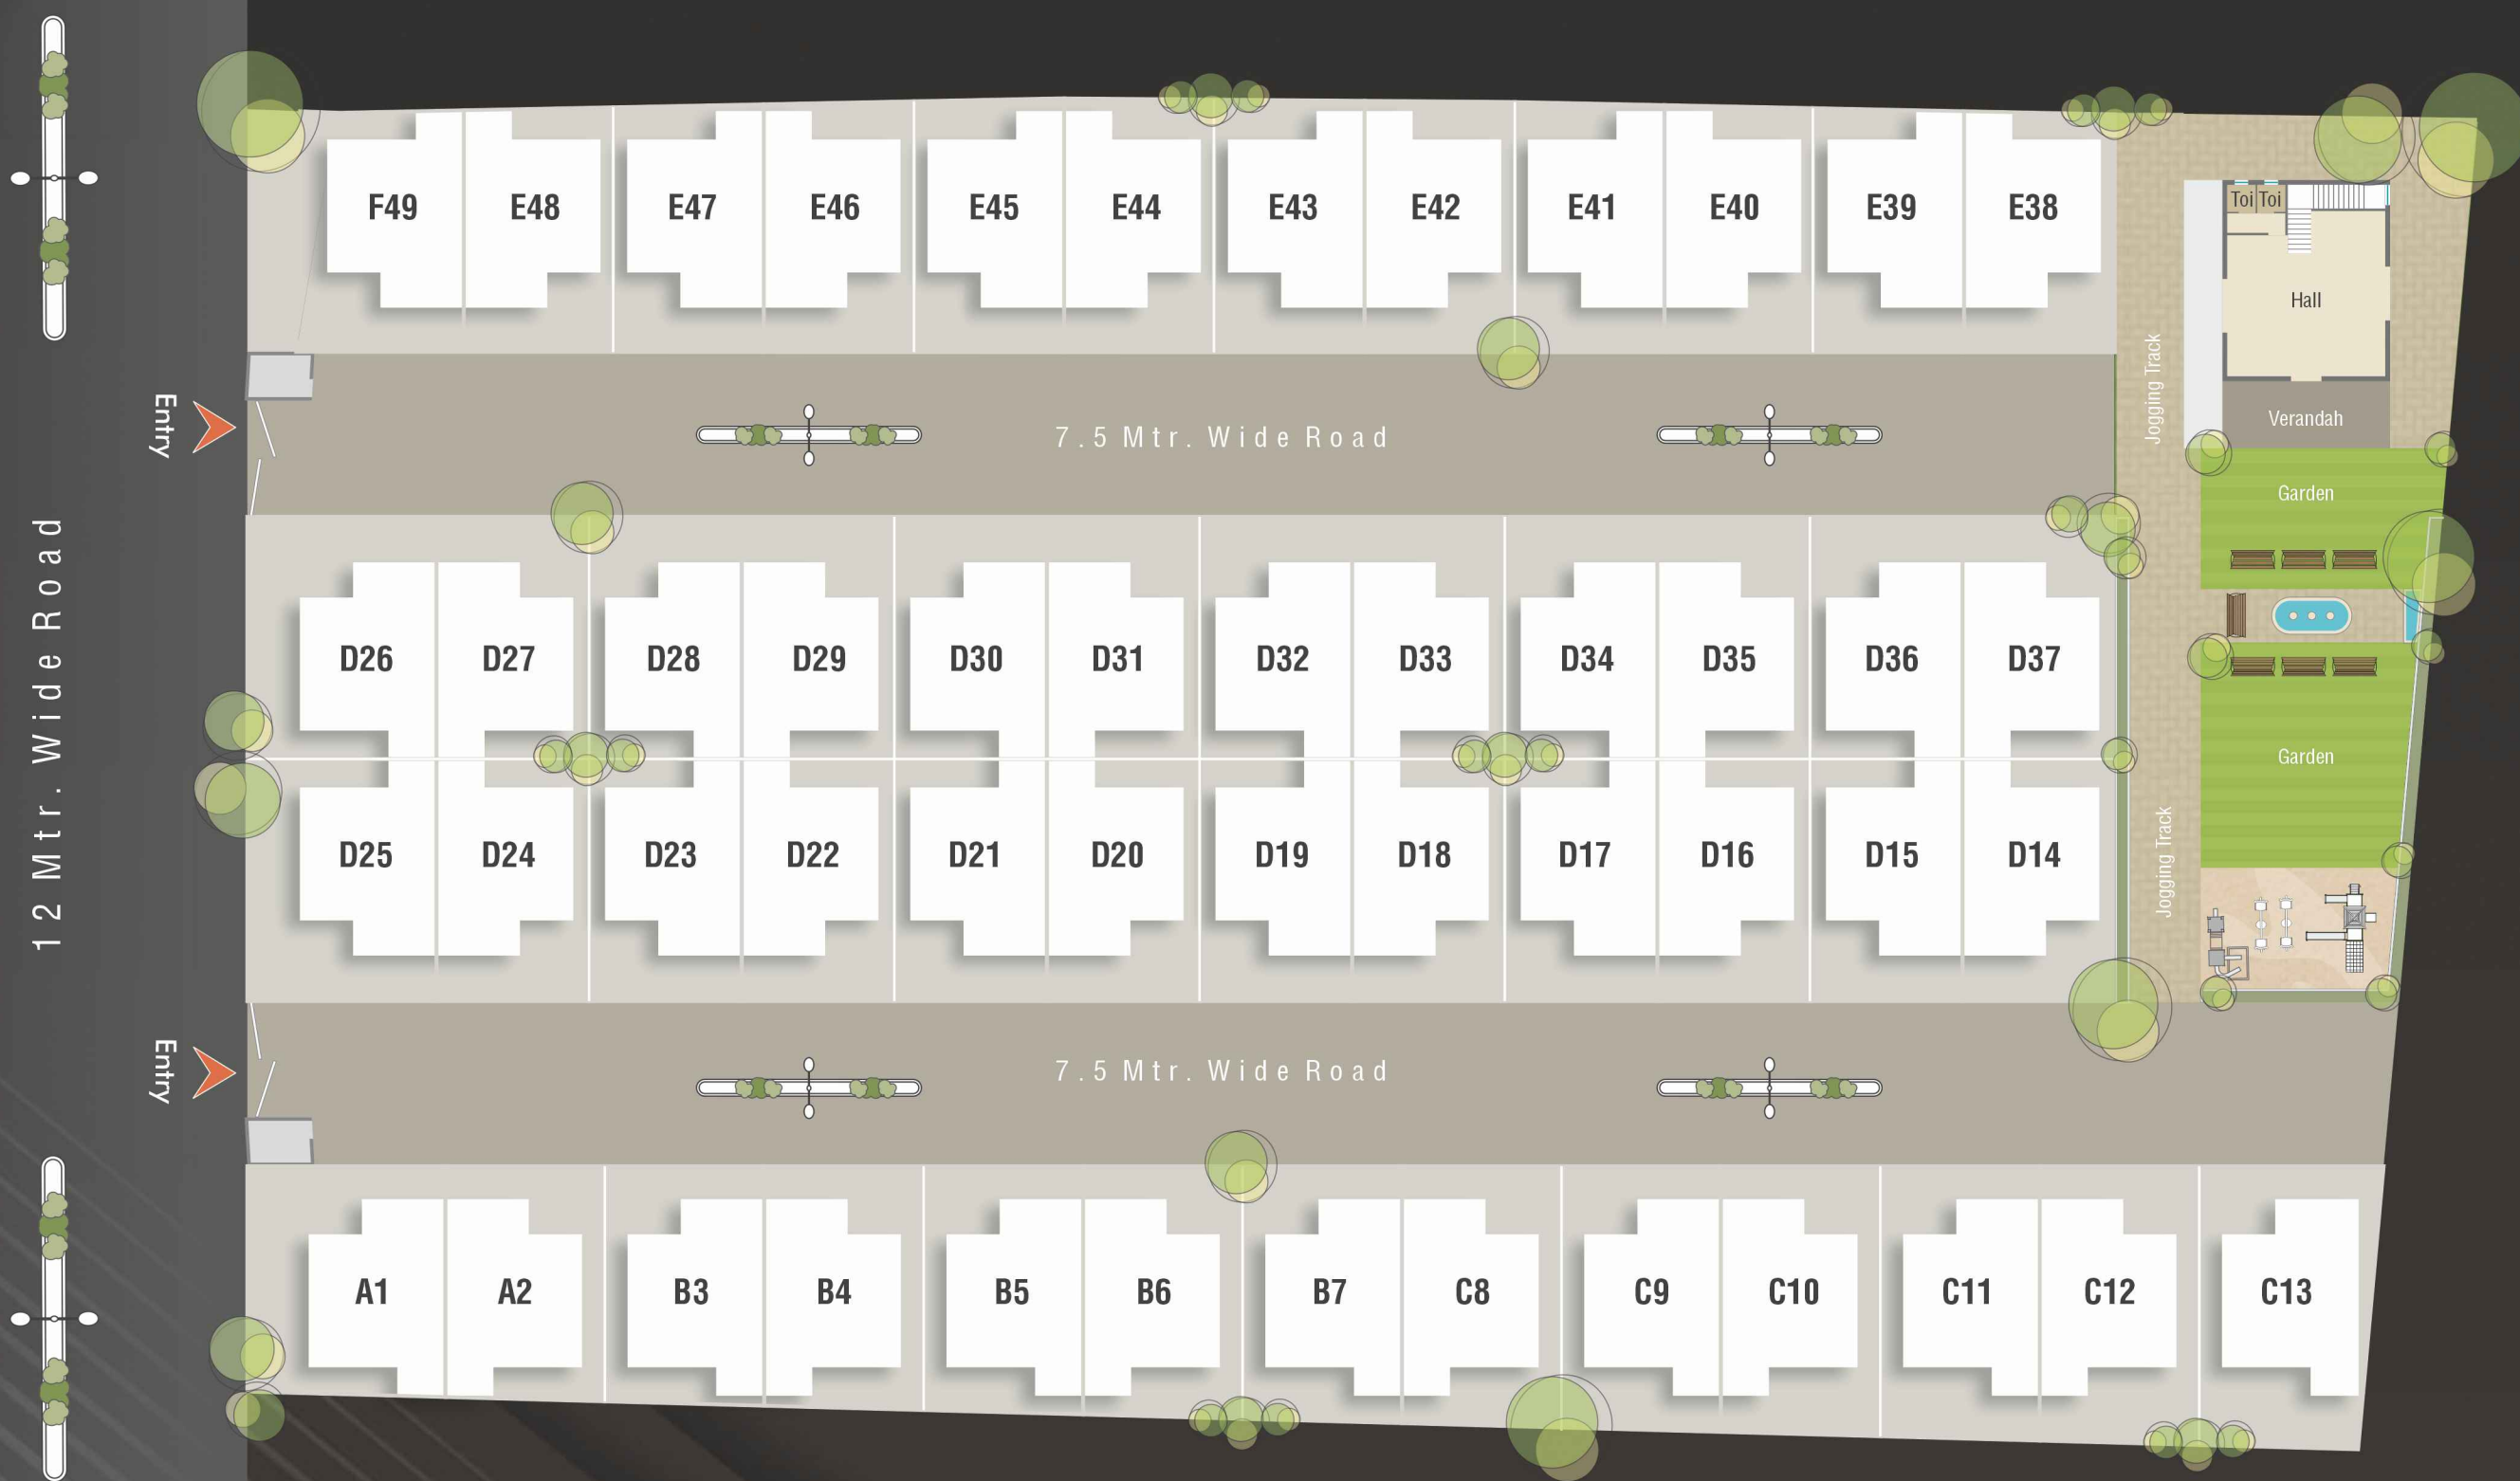 F49 E48 E47 E46 E45 E44 E43 E42 E41 E40 E39 E38
Toi Toi
Hall
Verandah
Jogging Track
Entry
7.5 Mtr. Wide Road
Garden
12 Mtr. Wide Road
D26 D27 D28 D29 D30 D31 D32 D33 D34 D35 D36 D37
Garden
D25 D24 D23 D22 D21 D20 D19 D18 D17 D16 D15 D14
Jogging Track
Entry
7.5 Mtr. Wide Road
A1 A2 B3 B4 B5 B6 B7 C8 C9 C10 C11 C12 C13